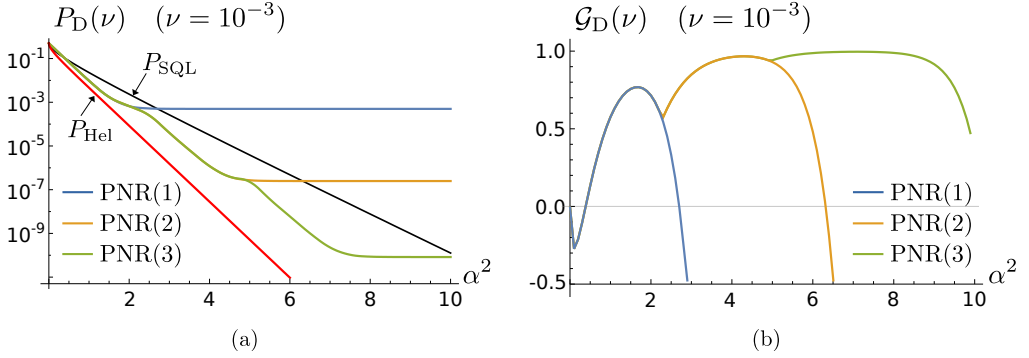 P_D(ν) (ν = 10^-3)
10^-1
10^-3
10^-5
10^-7
10^-9
P_SQL
P_Hel
PNR(1)
PNR(2)
PNR(3)
2 4 6 8 10
α^2
(a)
𝒢_D(ν) (ν = 10^-3)
1.0
0.5
0.0
-0.5
PNR(1)
PNR(2)
PNR(3)
2 4 6 8 10
α^2
(b)